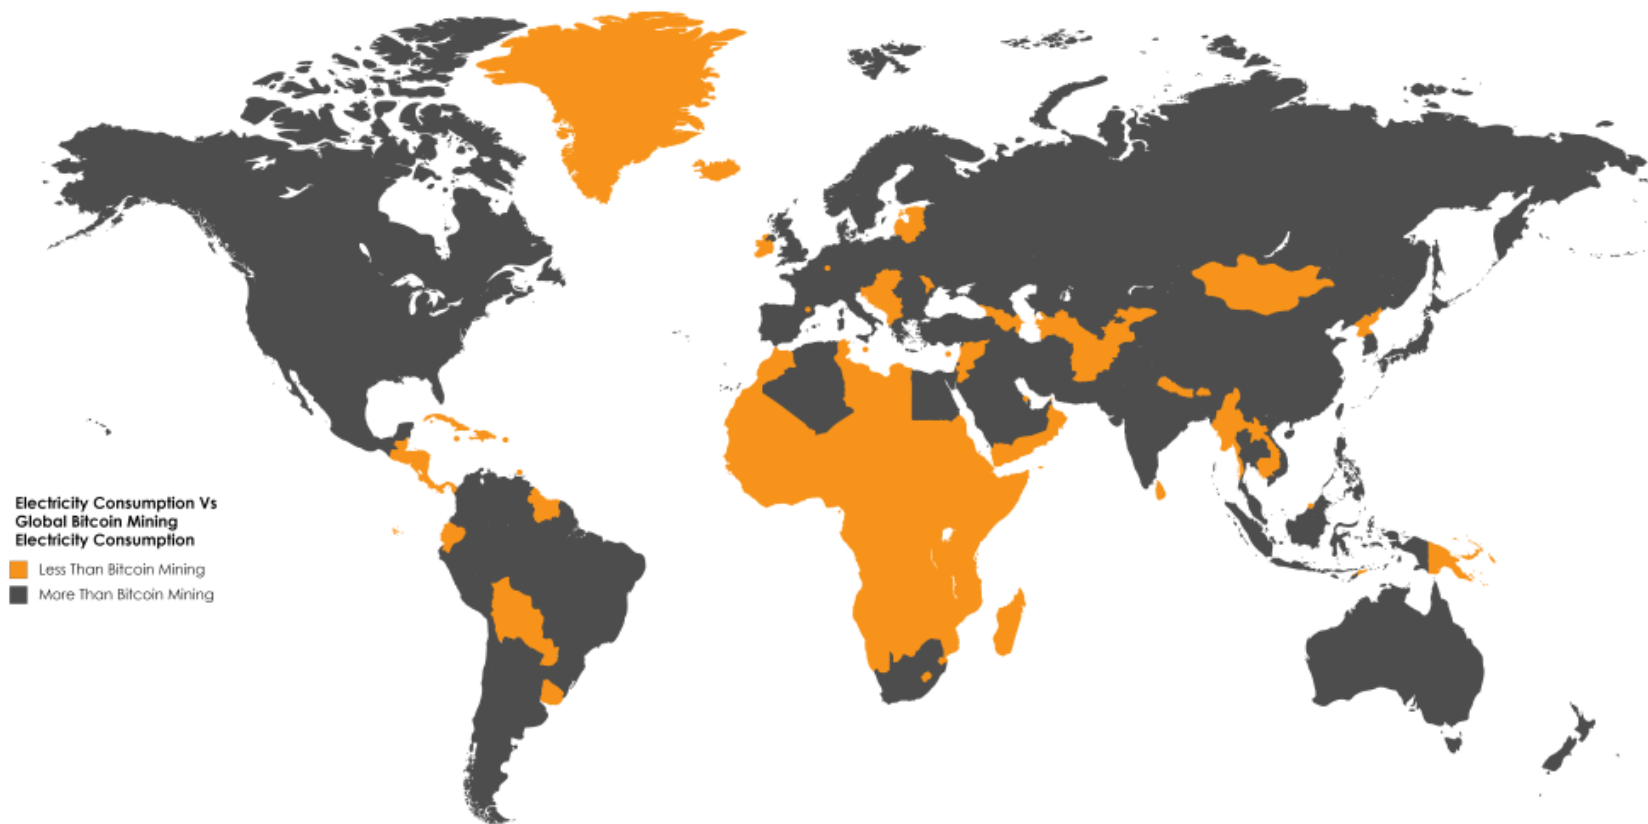 Electricity Consumption Vs
Global Bitcoin Mining
Electricity Consumption
Less Than Bitcoin Mining
More Than Bitcoin Mining